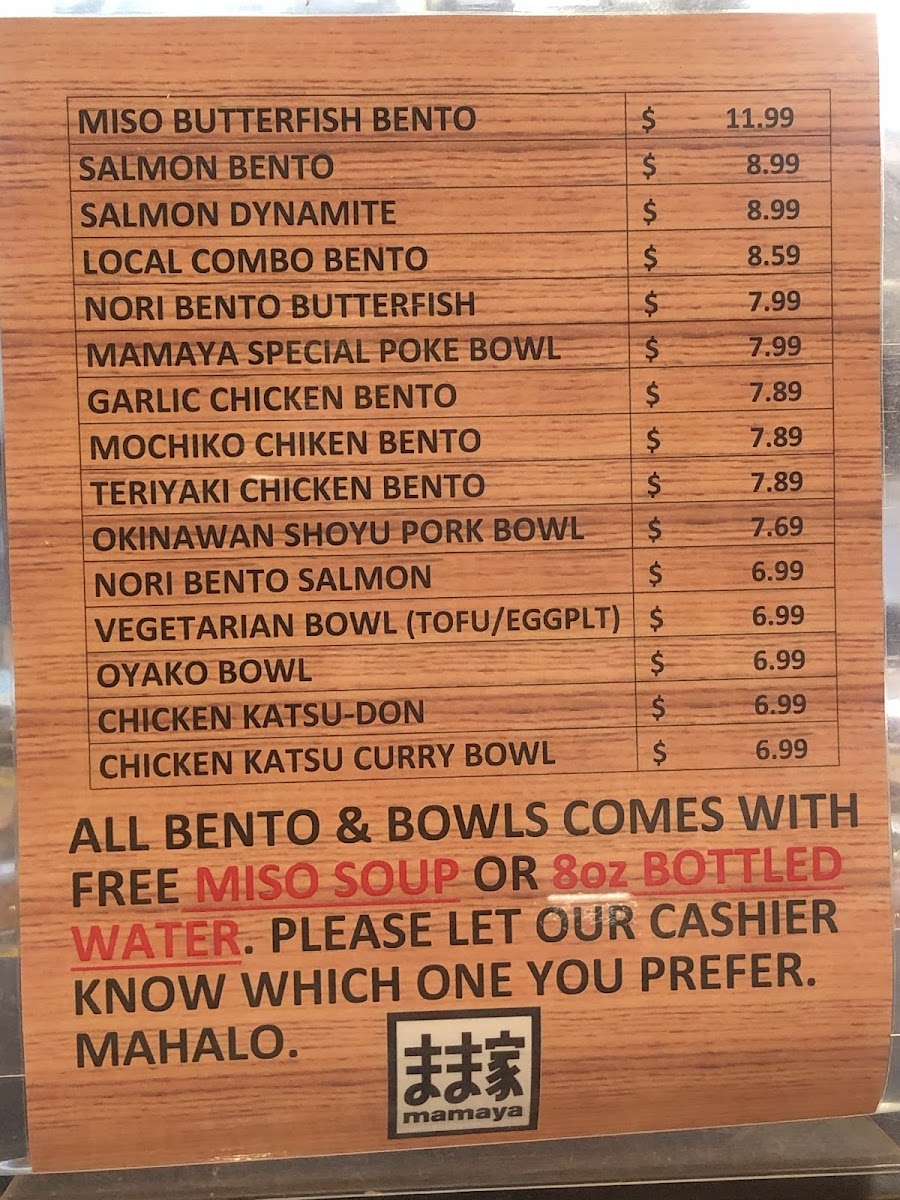 MISO BUTTERFISH BENTO $ 11.99
SALMON BENTO $ 8.99
SALMON DYNAMITE $ 8.99
LOCAL COMBO BENTO $ 8.59
NORI BENTO BUTTERFISH $ 7.99
MAMAYA SPECIAL POKE BOWL $ 7.99
GARLIC CHICKEN BENTO $ 7.89
MOCHIKO CHIKEN BENTO $ 7.89
TERIYAKI CHICKEN BENTO $ 7.89
OKINAWAN SHOYU PORK BOWL $ 7.69
NORI BENTO SALMON $ 6.99
VEGETARIAN BOWL (TOFU/EGGPLT) $ 6.99
OYAKO BOWL $ 6.99
CHICKEN KATSU-DON $ 6.99
CHICKEN KATSU CURRY BOWL $ 6.99
ALL BENTO & BOWLS COMES WITH
FREE MISO SOUP OR 8oz BOTTLED
WATER. PLEASE LET OUR CASHIER
KNOW WHICH ONE YOU PREFER.
MAHALO.
まま家
mamaya